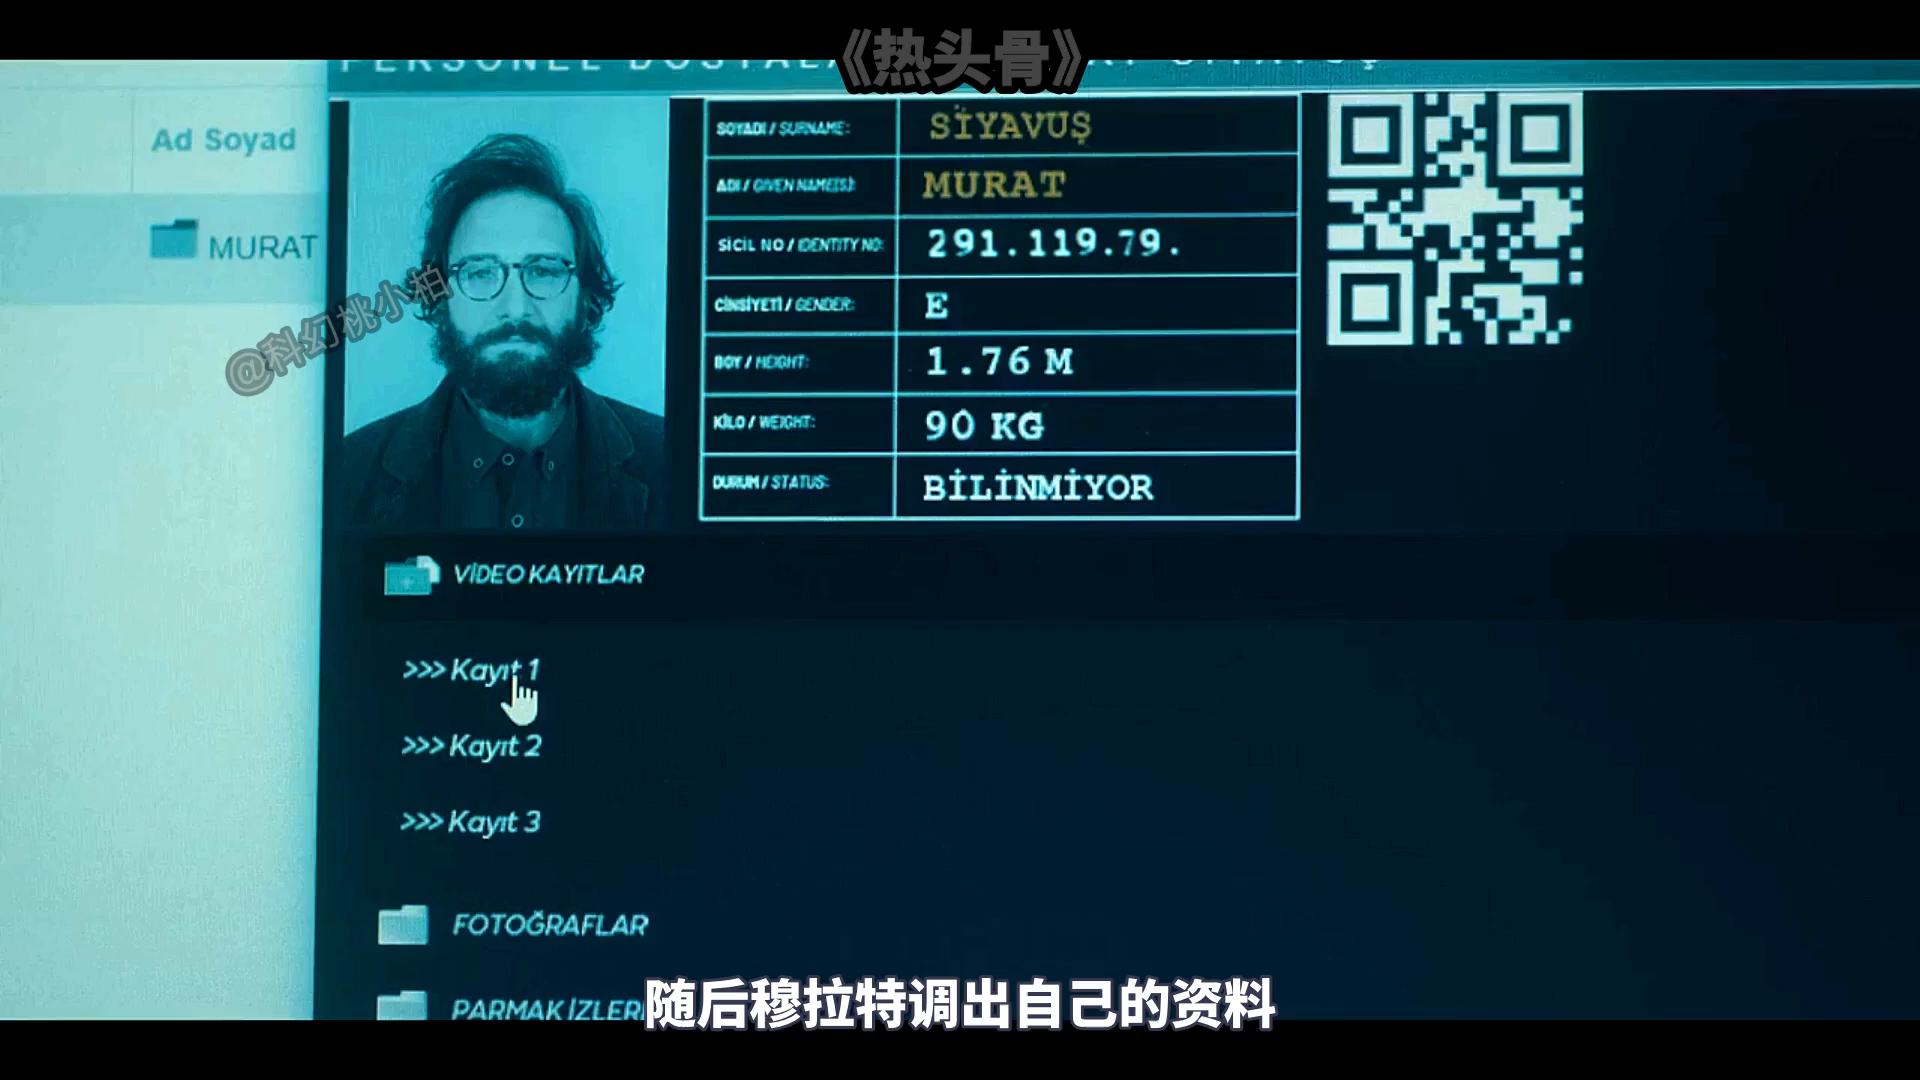 《热头骨》
PERSONEL DOSYALA
Ad Soyad
MURAT
@科幻桃小柏
SOYADI / SURNAME: SİYAVUŞ
ADI / GIVEN NAME(S): MURAT
SİCİL NO / IDENTITY NO: 291.119.79.
CİNSİYETİ / GENDER: E
BOY / HEIGHT: 1.76 M
KİLO / WEIGHT: 90 KG
DURUM / STATUS: BİLİNMİYOR
VİDEO KAYITLAR
>>> Kayıt 1
>>> Kayıt 2
>>> Kayıt 3
FOTOĞRAFLAR
PARMAK İZLERİ
随后穆拉特调出自己的资料